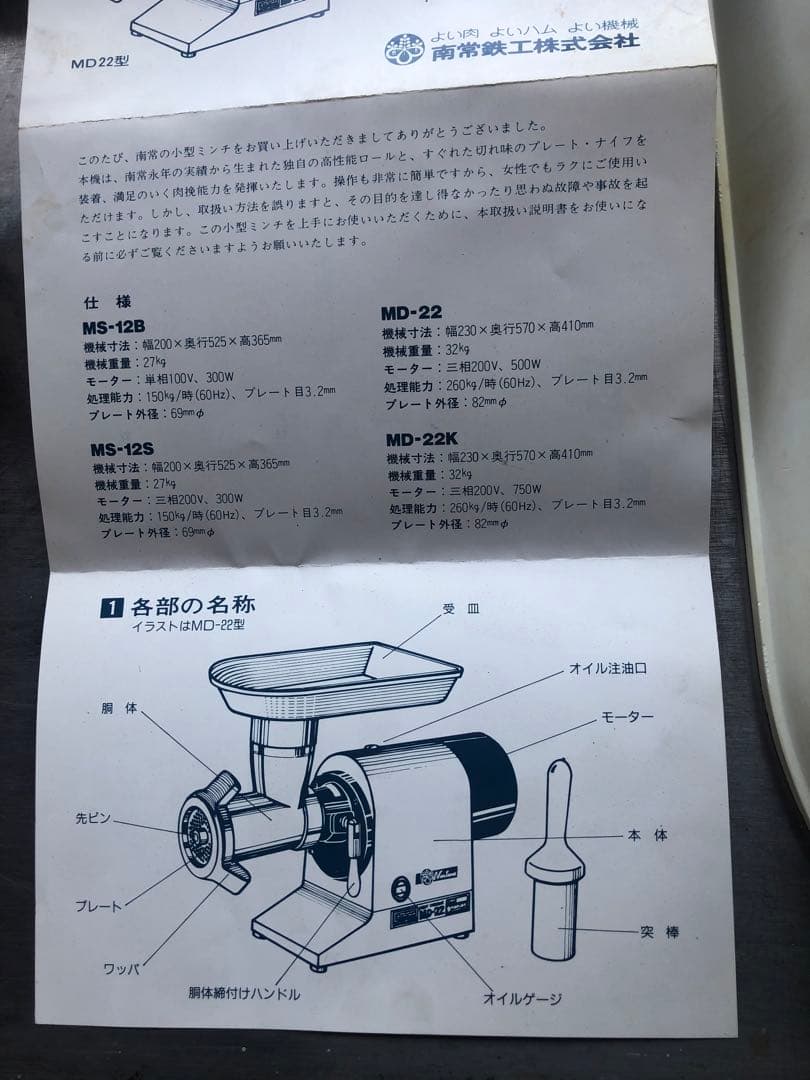 MD22型
よい肉 よいハム よい機械
南常鉄工株式会社
このたび、南常の小型ミンチをお買い上げいただきましてありがとうございました。
本機は、南常永年の実績から生まれた独自の高性能ロールと、すぐれた切れ味のプレート・ナイフを
装着、満足のいく肉挽能力を発揮いたします。操作も非常に簡単ですから、女性でもラクにご使用い
ただけます。しかし、取扱い方法を誤りますと、その目的を達し得なかったり思わぬ故障や事故を起
こすことになります。この小型ミンチを上手にお使いいただくために、本取扱い説明書をお使いにな
る前に必ずご覧くださいますようお願いいたします。
仕様
MS-12B
機械寸法：幅200×奥行525×高365mm
機械重量：27kg
モーター：単相100V、300W
処理能力：150kg/時(60Hz)、プレート目3.2mm
プレート外径：69mmφ
MS-12S
機械寸法：幅200×奥行525×高365mm
機械重量：27kg
モーター：三相200V、300W
処理能力：150kg/時(60Hz)、プレート目3.2mm
プレート外径：69mmφ
MD-22
機械寸法：幅230×奥行570×高410mm
機械重量：32kg
モーター：三相200V、500W
処理能力：260kg/時(60Hz)、プレート目3.2mm
プレート外径：82mmφ
MD-22K
機械寸法：幅230×奥行570×高410mm
機械重量：32kg
モーター：三相200V、750W
処理能力：260kg/時(60Hz)、プレート目3.2mm
プレート外径：82mmφ
1 各部の名称
イラストはMD-22型
受皿
オイル注油口
胴体
モーター
先ピン
本体
プレート
MD-22
突棒
ワッパ
胴体締付けハンドル
オイルゲージ